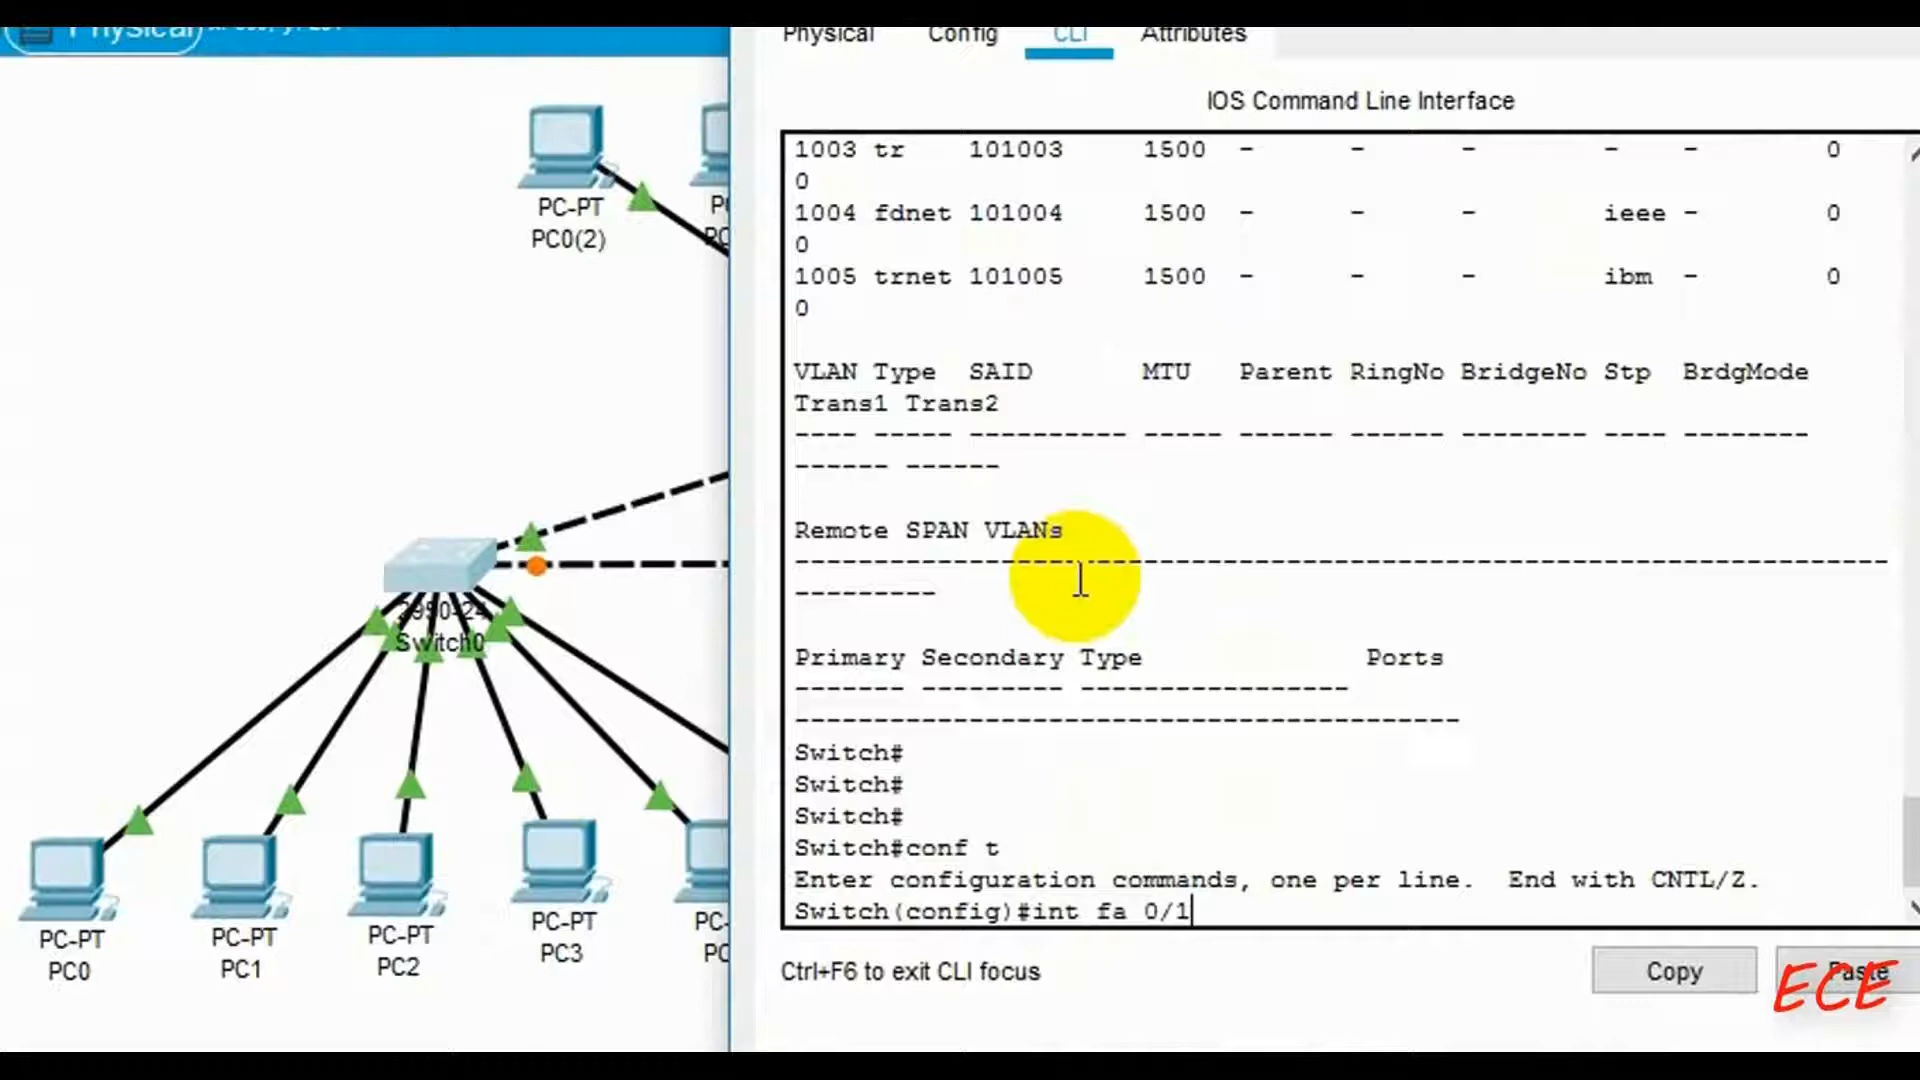 Physical
Physical Config CLI Attributes
IOS Command Line Interface
1003 tr 101003 1500 - - - - - 0
0
1004 fdnet 101004 1500 - - - ieee - 0
0
1005 trnet 101005 1500 - - - ibm - 0
0
VLAN Type SAID MTU Parent RingNo BridgeNo Stp BrdgMode
Trans1 Trans2
---- ----- ---------- ----- ------ ------ -------- ---- --------
------ ------
Remote SPAN VLANs
---------------------------------------------------------------------
---------
Primary Secondary Type Ports
------- --------- -----------------
------------------------------------------
Switch#
Switch#
Switch#
Switch#conf t
Enter configuration commands, one per line. End with CNTL/Z.
Switch(config)#int fa 0/1
Ctrl+F6 to exit CLI focus
Copy
Paste
ECE
PC-PT
PC0(2)
2950-24
Switch0
PC-PT
PC0
PC-PT
PC1
PC-PT
PC2
PC-PT
PC3